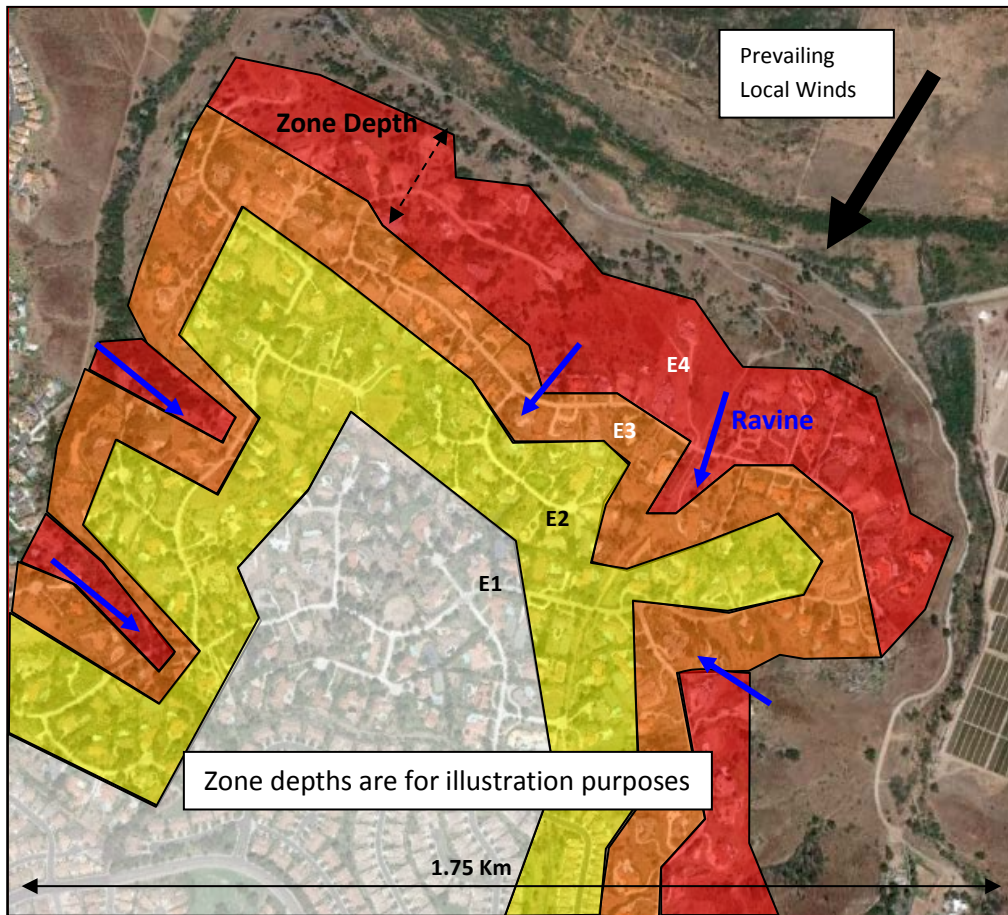 Prevailing
Local Winds
Zone Depth
E4
Ravine
E3
E2
E1
Zone depths are for illustration purposes
1.75 Km